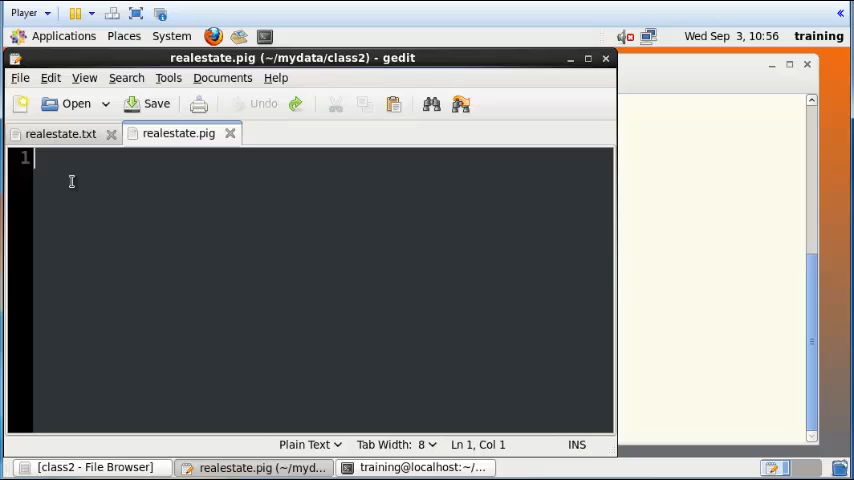 Player
Applications Places System Wed Sep 3, 10:56 training
realestate.pig (~/mydata/class2) - gedit
File Edit View Search Tools Documents Help
Open Save Undo
realestate.txt realestate.pig
1
Plain Text Tab Width: 8 Ln 1, Col 1 INS
[class2 - File Browser] realestate.pig (~/myd... training@localhost:~/...